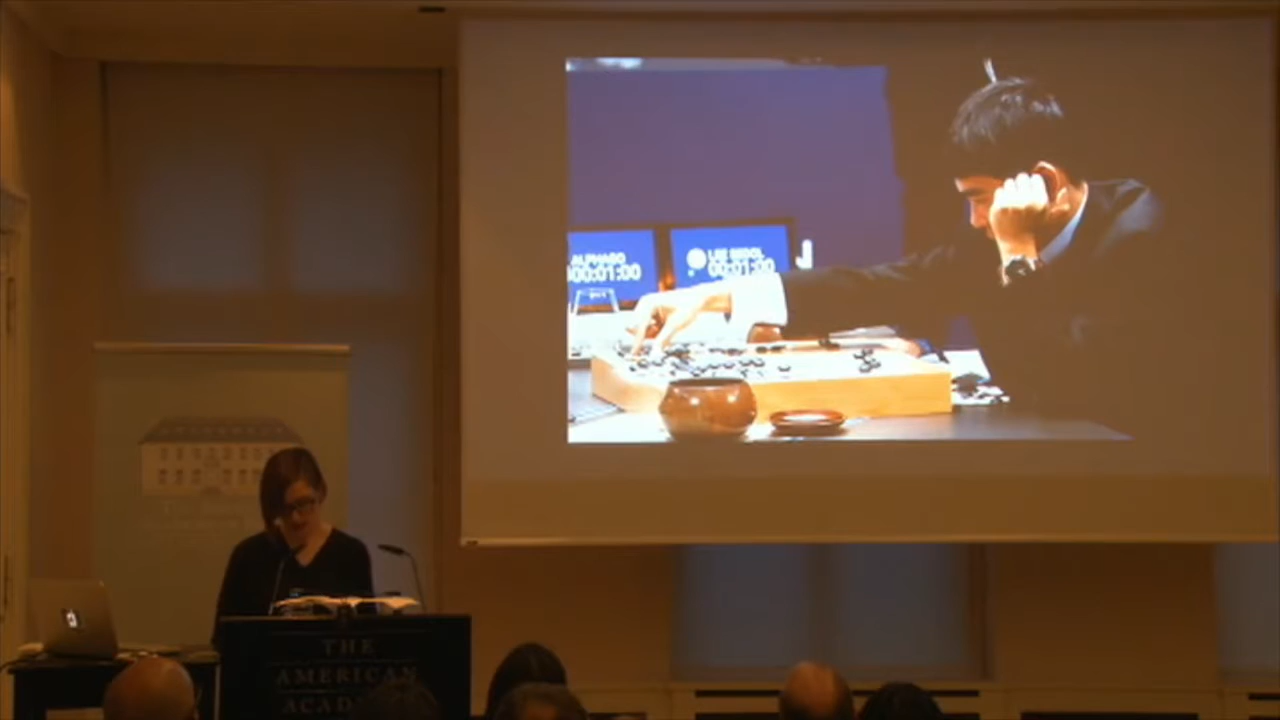 ALPHAGO
00:01:00
LEE SEDOL
00:01:00
THE
AMERICAN
ACAD